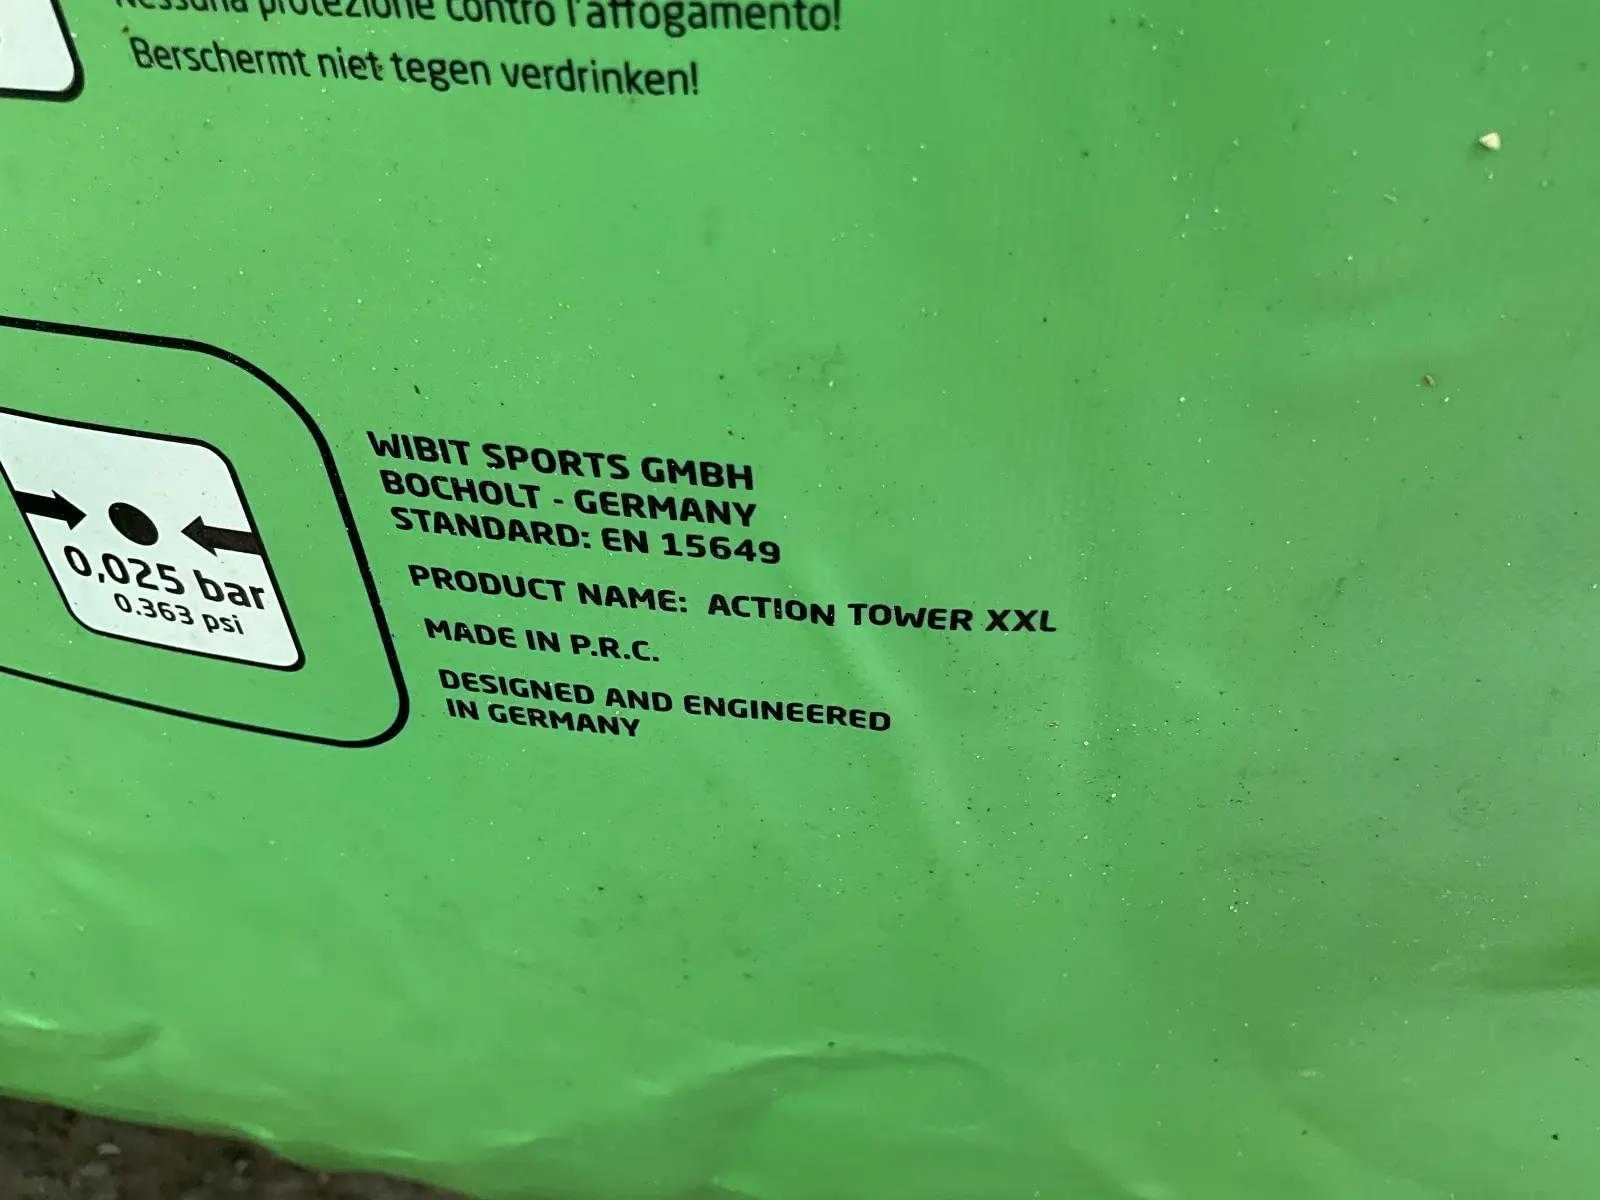 Nessuna protezione contro l'affogamento!
Berschermt niet tegen verdrinken!
0,025 bar
0.363 psi
WIBIT SPORTS GMBH
BOCHOLT - GERMANY
STANDARD: EN 15649
PRODUCT NAME: ACTION TOWER XXL
MADE IN P.R.C.
DESIGNED AND ENGINEERED
IN GERMANY